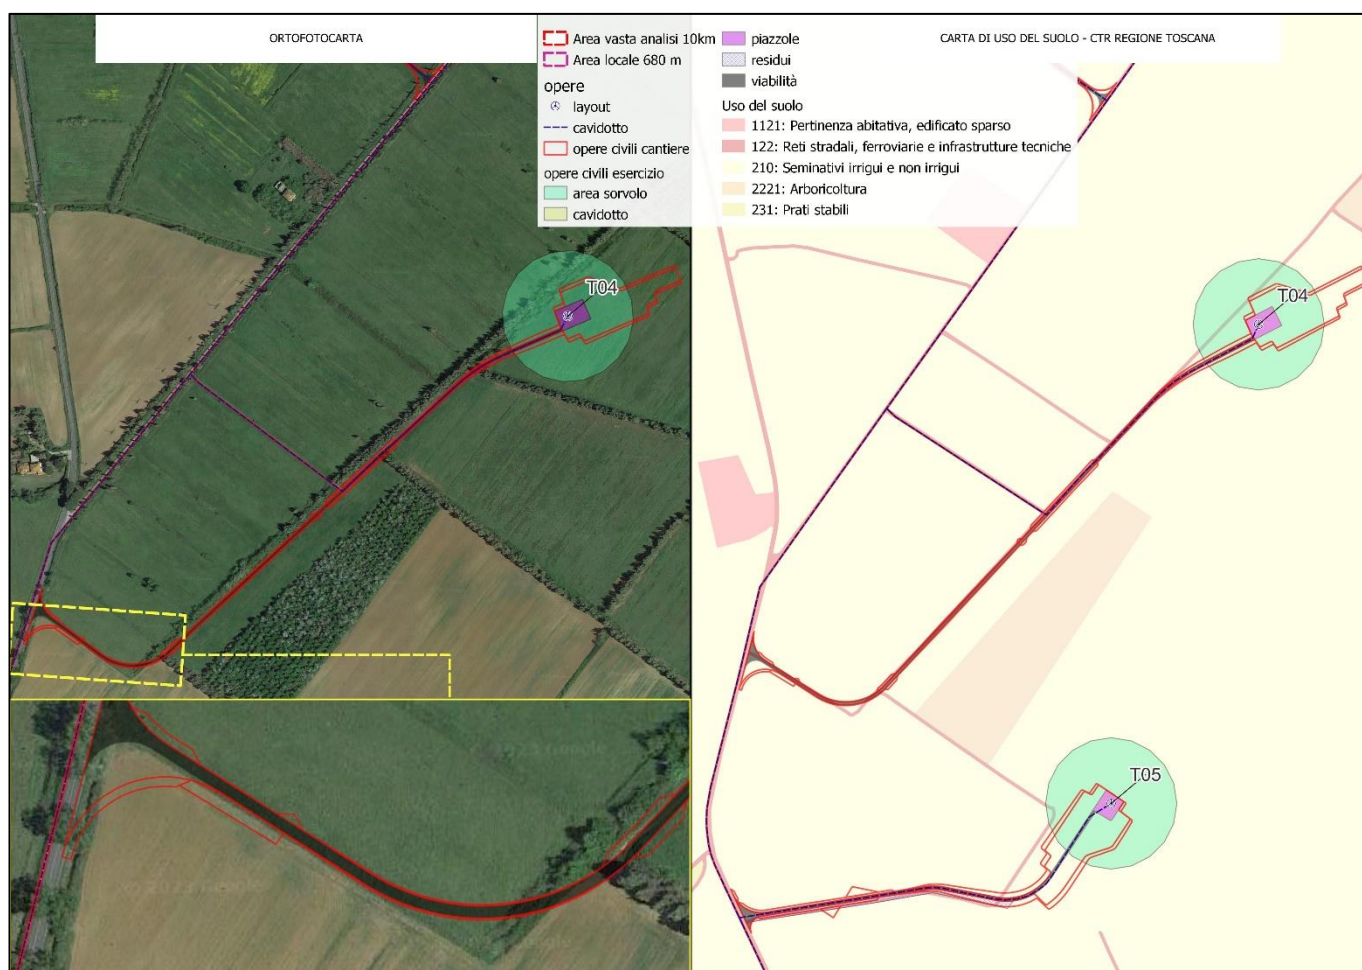 ORTOFOTOCARTA
Area vasta analisi 10km
Area locale 680 m
opere
layout
cavidotto
opere civili cantiere
opere civili esercizio
area sorvolo
cavidotto
piazzole
residui
viabilità
Uso del suolo
1121: Pertinenza abitativa, edificato sparso
122: Reti stradali, ferroviarie e infrastrutture tecniche
210: Seminativi irrigui e non irrigui
2221: Arboricoltura
231: Prati stabili
CARTA DI USO DEL SUOLO - CTR REGIONE TOSCANA
T04
T04
T05